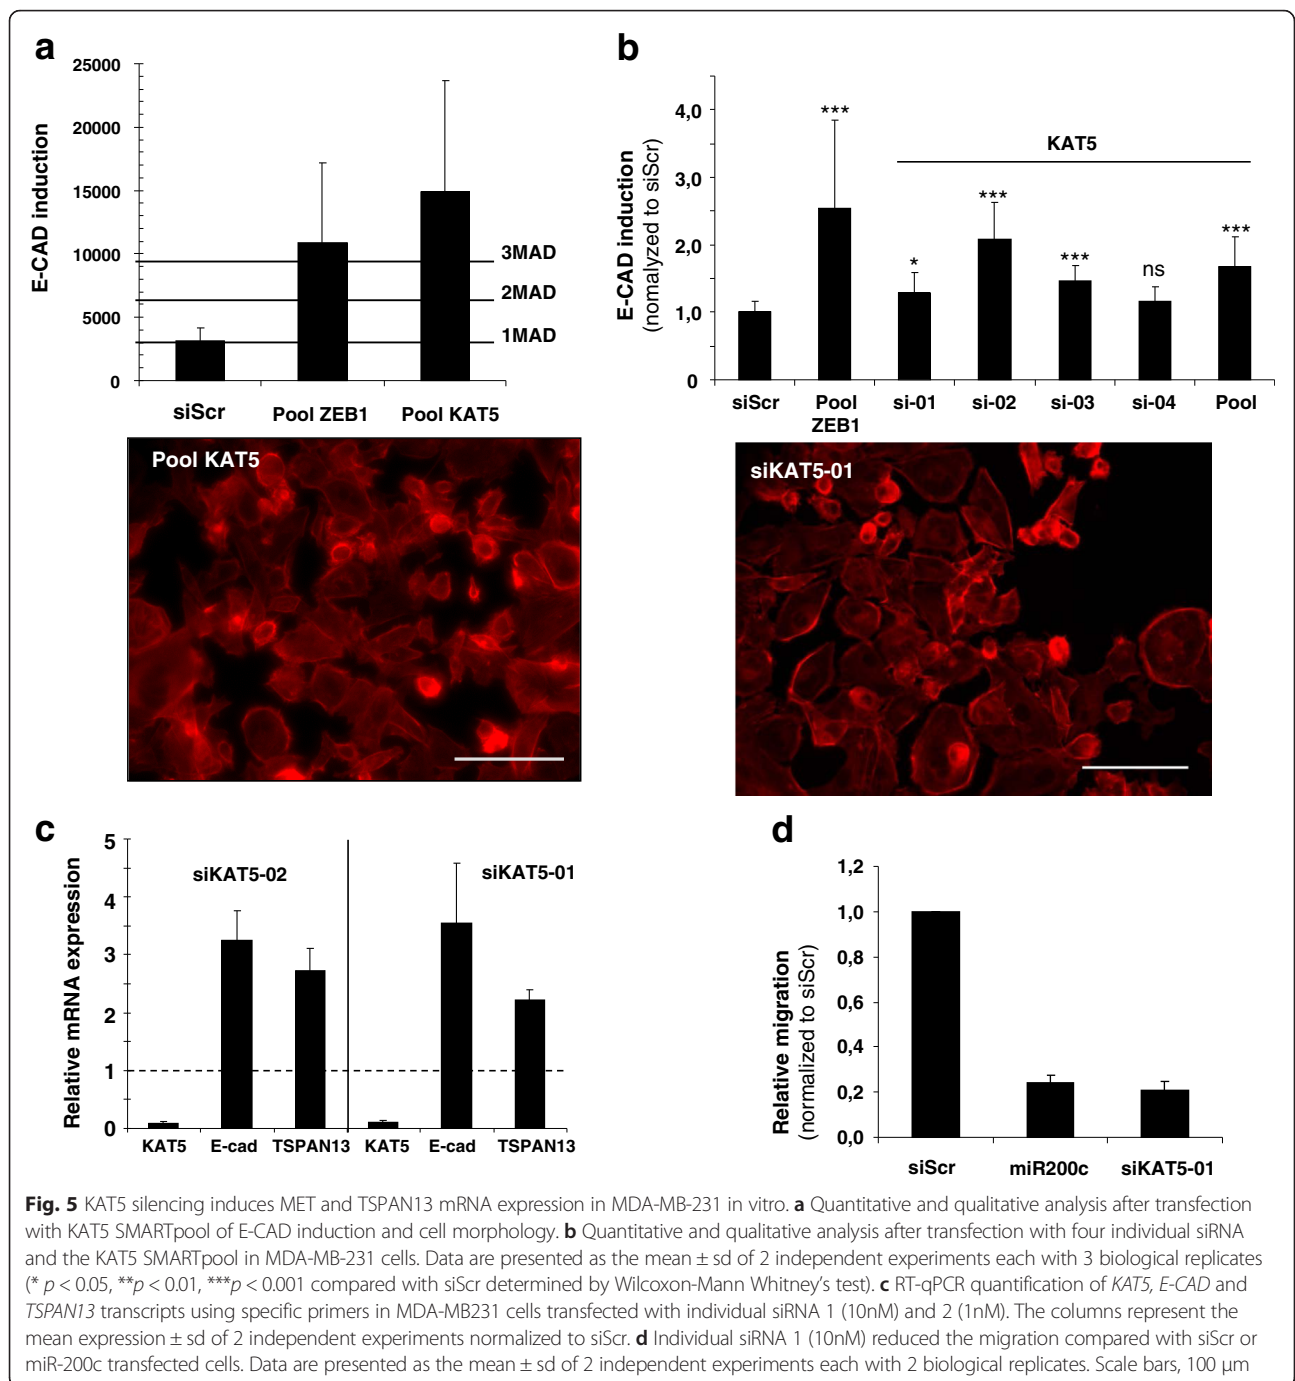 a
E-CAD induction
25000
20000
15000
10000
5000
0
3MAD
2MAD
1MAD
siScr
Pool ZEB1
Pool KAT5
Pool KAT5
b
E-CAD induction
(nomalyzed to siScr)
4,0
3,0
2,0
1,0
0
***
KAT5
*
***
***
ns
***
siScr
Pool
ZEB1
si-01
si-02
si-03
si-04
Pool
siKAT5-01
c
Relative mRNA expression
5
4
3
2
1
0
siKAT5-02
siKAT5-01
KAT5
E-cad
TSPAN13
KAT5
E-cad
TSPAN13
d
Relative migration
(normalized to siScr)
1,2
1,0
0,8
0,6
0,4
0,2
0,0
siScr
miR200c
siKAT5-01
Fig. 5 KAT5 silencing induces MET and TSPAN13 mRNA expression in MDA-MB-231 in vitro. a Quantitative and qualitative analysis after transfection
with KAT5 SMARTpool of E-CAD induction and cell morphology. b Quantitative and qualitative analysis after transfection with four individual siRNA
and the KAT5 SMARTpool in MDA-MB-231 cells. Data are presented as the mean ± sd of 2 independent experiments each with 3 biological replicates
(* p < 0.05, **p < 0.01, ***p < 0.001 compared with siScr determined by Wilcoxon-Mann Whitney's test). c RT-qPCR quantification of KAT5, E-CAD and
TSPAN13 transcripts using specific primers in MDA-MB231 cells transfected with individual siRNA 1 (10nM) and 2 (1nM). The columns represent the
mean expression ± sd of 2 independent experiments normalized to siScr. d Individual siRNA 1 (10nM) reduced the migration compared with siScr or
miR-200c transfected cells. Data are presented as the mean ± sd of 2 independent experiments each with 2 biological replicates. Scale bars, 100 μm